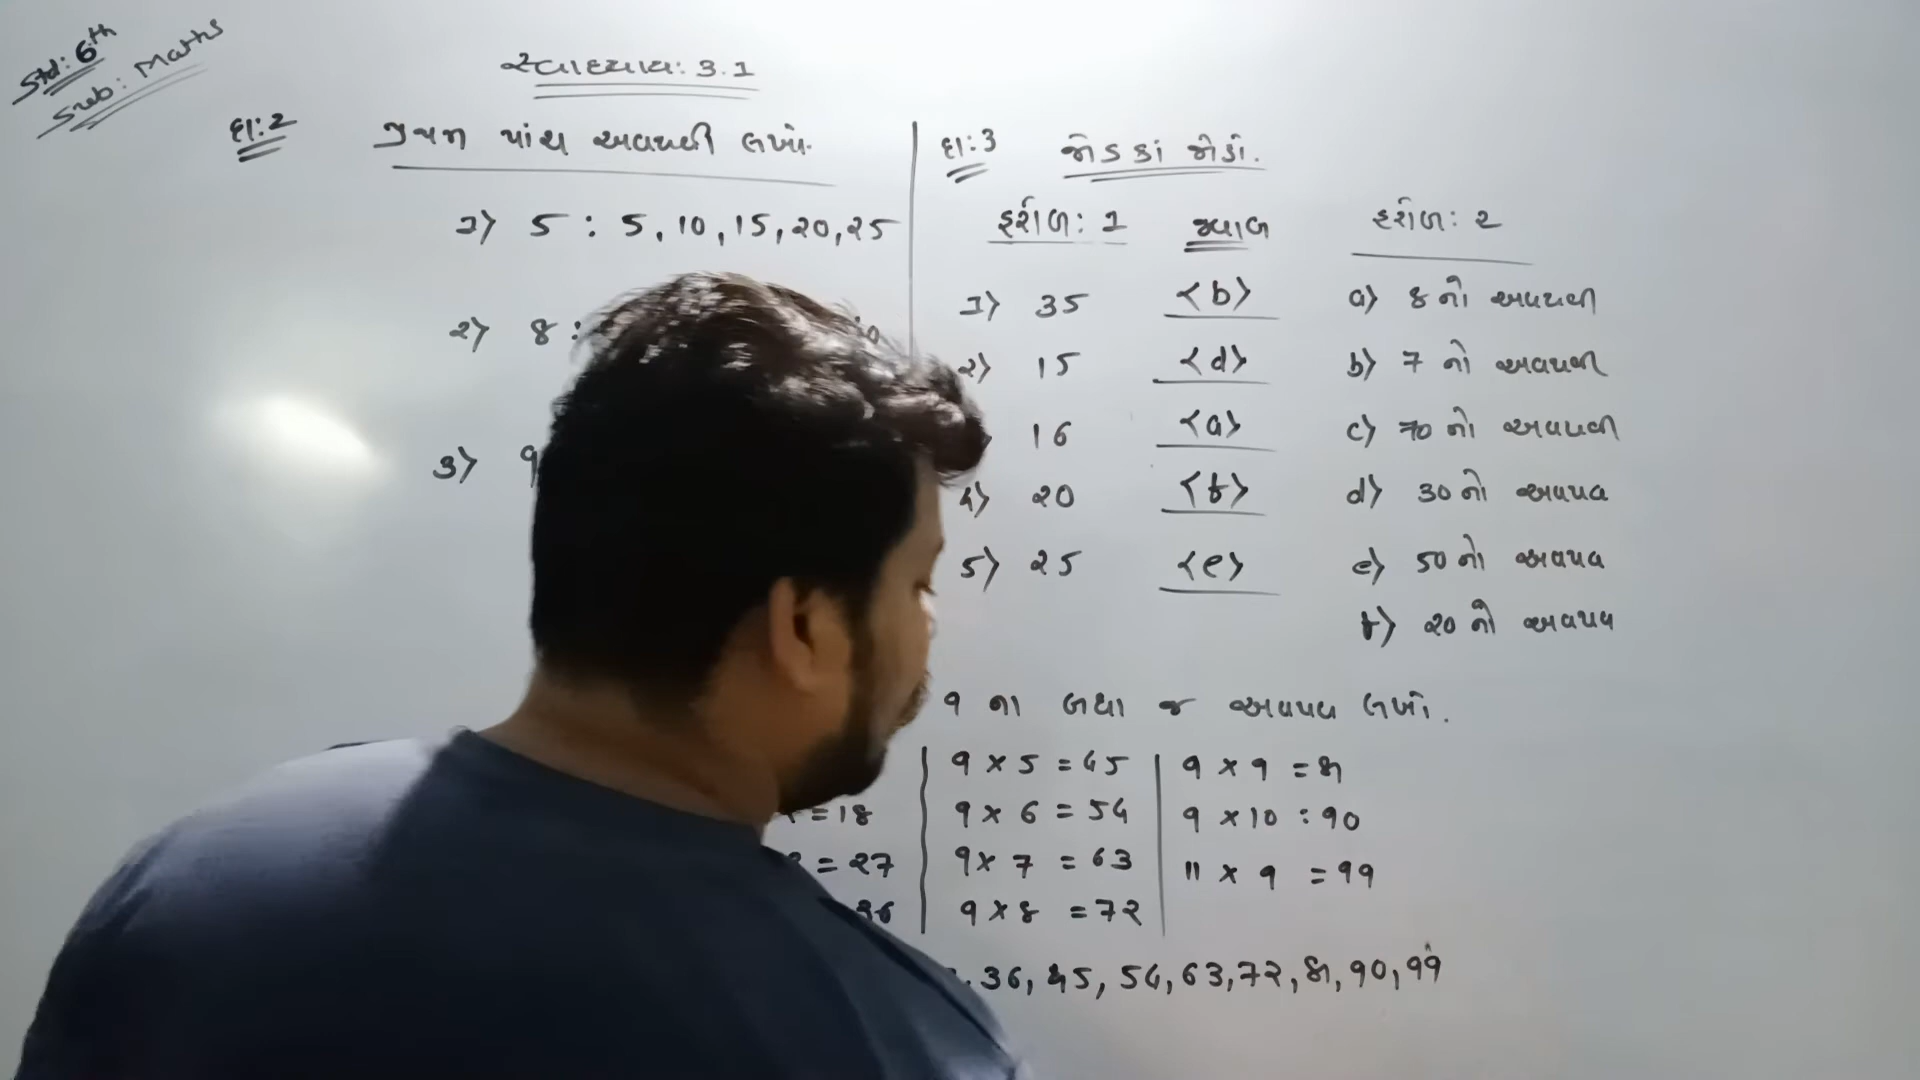 Std: 6th
Sub: Maths
સ્વાધ્યાય: 3.1
દા:2 પ્રથમ પાંચ અવયવી લખો.
1) 5 : 5, 10, 15, 20, 25
2) 8 :
3) 9
દા:3 જોડકાં જોડો.
1 જવાબ 2
1) 35 <b> a) 8 નો અવયવી
2) 15 <d> b) 7 નો અવયવી
16 <a> c) 70 નો અવયવી
4) 20 <f> d) 30 નો અવયવ
5) 25 <e> e) 50 નો અવયવ
f) 20 નો અવયવ
9 ના બધા જ અવયવ લખો.
9 × 5 = 45 9 × 9 = 81
= 18 9 × 6 = 54 9 × 10 : 90
= 27 9 × 7 = 63 11 × 9 = 99
36 9 × 8 = 72
36, 45, 54, 63, 72, 81, 90, 99